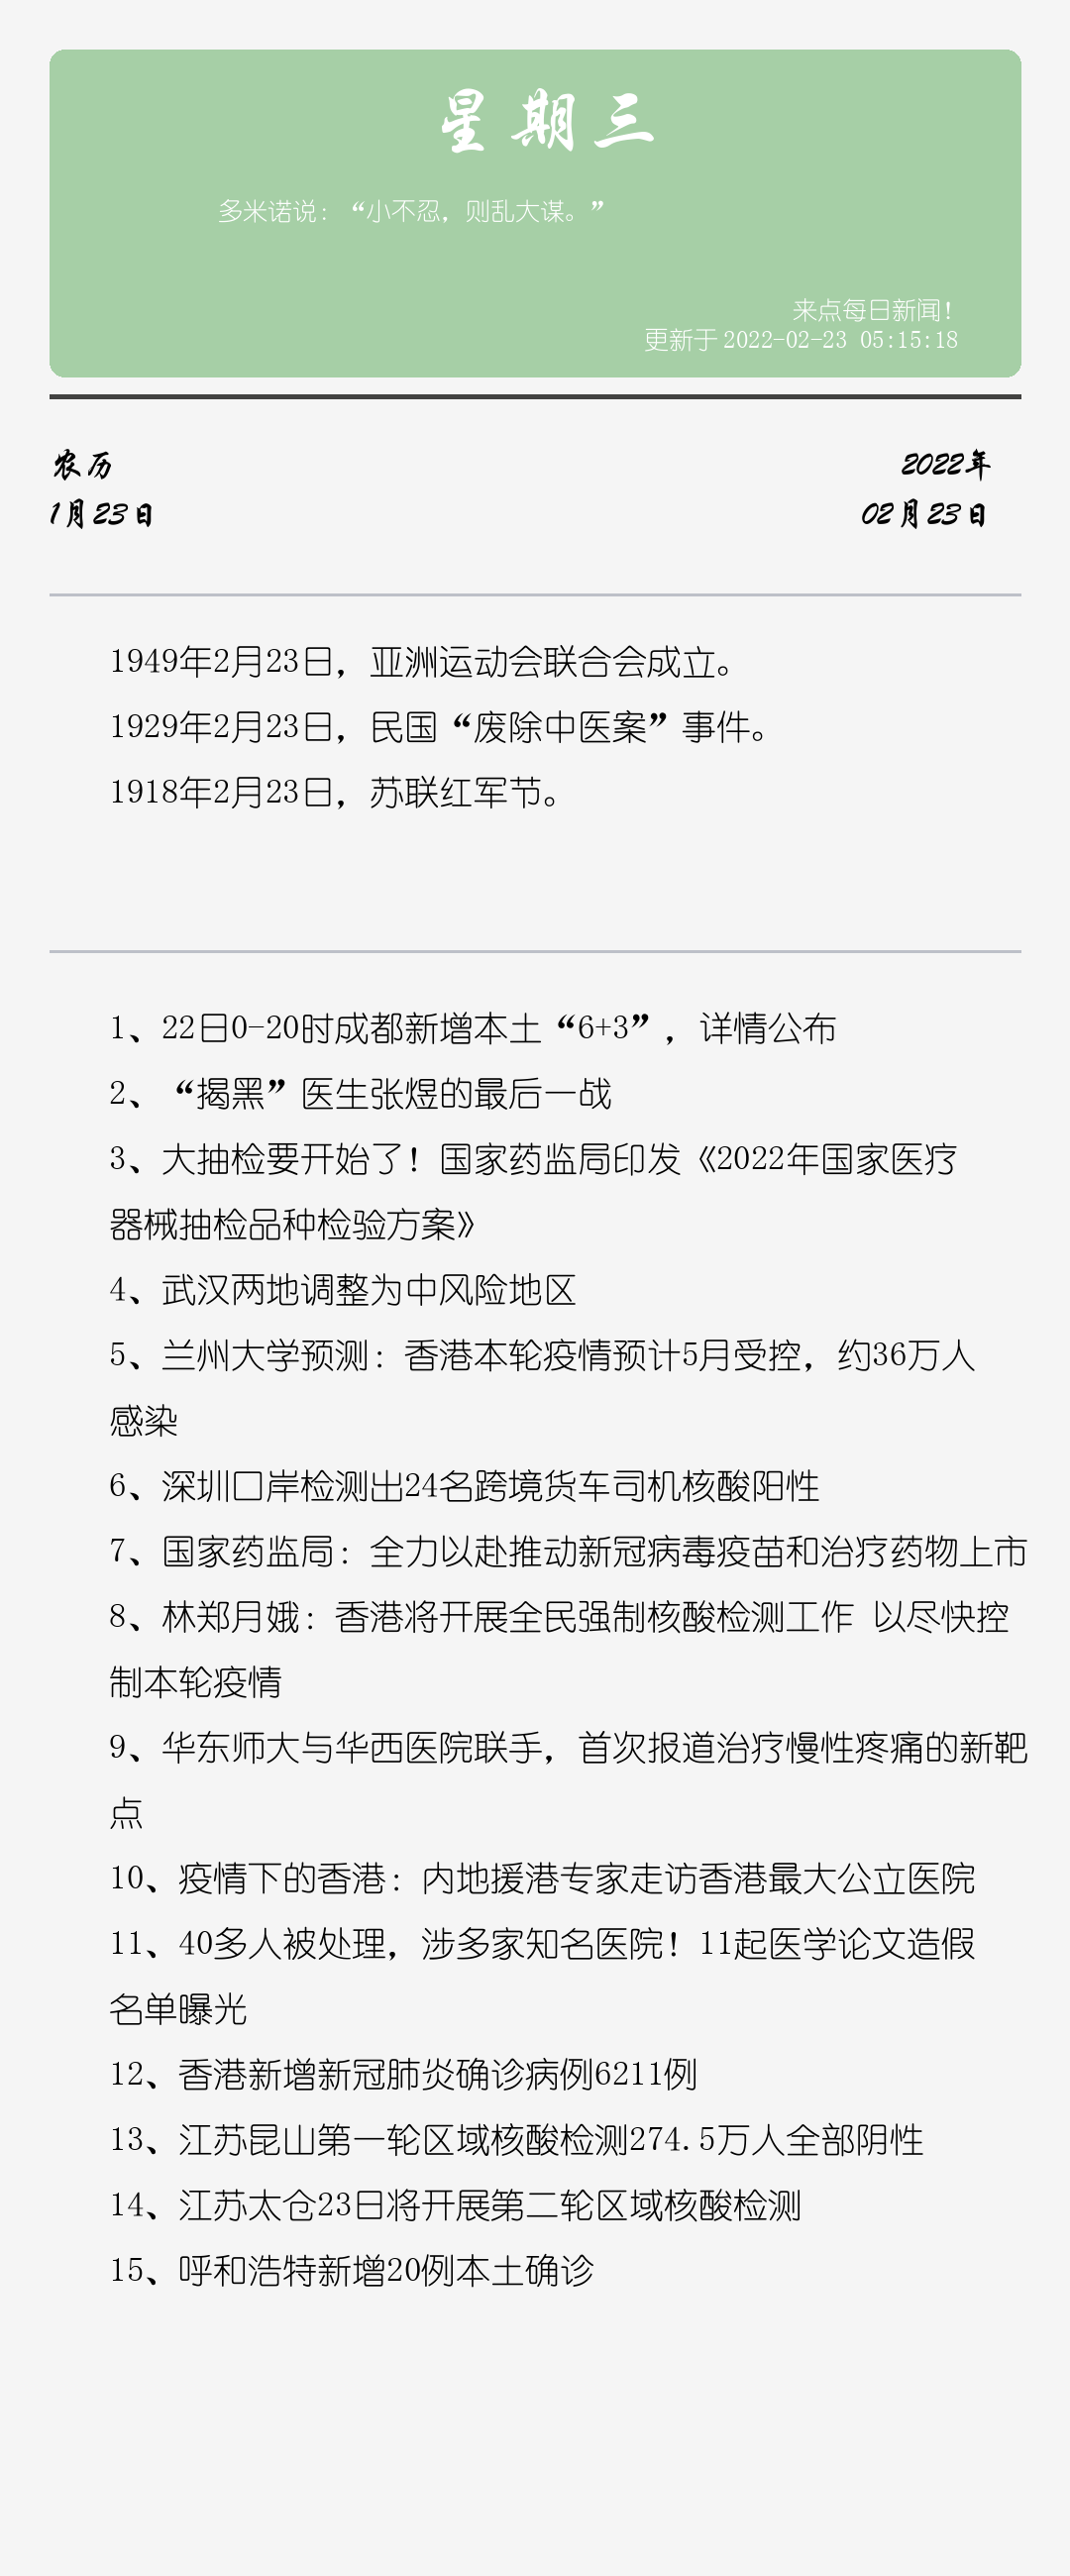 星期三
多米诺说：“小不忍，则乱大谋。”
来点每日新闻！
更新于 2022-02-23 05:15:18
农历
2022年
1月23日
02月23日
1949年2月23日，亚洲运动会联合会成立。
1929年2月23日，民国“废除中医案”事件。
1918年2月23日，苏联红军节。
1、22日0-20时成都新增本土“6+3”，详情公布
2、“揭黑”医生张煜的最后一战
3、大抽检要开始了！国家药监局印发《2022年国家医疗
器械抽检品种检验方案》
4、武汉两地调整为中风险地区
5、兰州大学预测：香港本轮疫情预计5月受控，约36万人
感染
6、深圳口岸检测出24名跨境货车司机核酸阳性
7、国家药监局：全力以赴推动新冠病毒疫苗和治疗药物上市
8、林郑月娥：香港将开展全民强制核酸检测工作 以尽快控
制本轮疫情
9、华东师大与华西医院联手，首次报道治疗慢性疼痛的新靶
点
10、疫情下的香港：内地援港专家走访香港最大公立医院
11、40多人被处理，涉多家知名医院！11起医学论文造假
名单曝光
12、香港新增新冠肺炎确诊病例6211例
13、江苏昆山第一轮区域核酸检测274.5万人全部阴性
14、江苏太仓23日将开展第二轮区域核酸检测
15、呼和浩特新增20例本土确诊